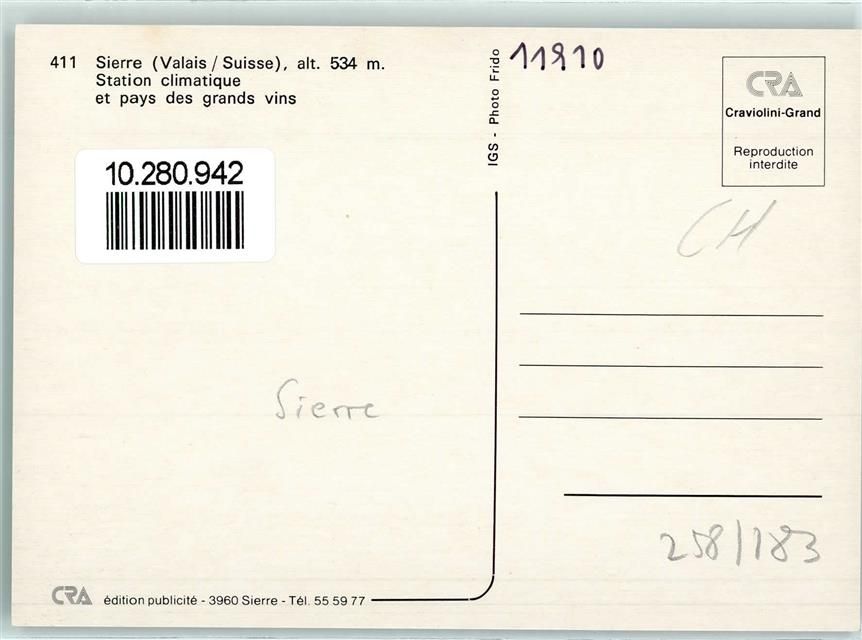 411 Sierre (Valais / Suisse), alt. 534 m.
Station climatique
et pays des grands vins
10.280.942
Sierre
CRA édition publicité - 3960 Sierre - Tél. 55 59 77
IGS - Photo Frido
11910
CRA
Craviolini-Grand
Reproduction
interdite
CH
258/183